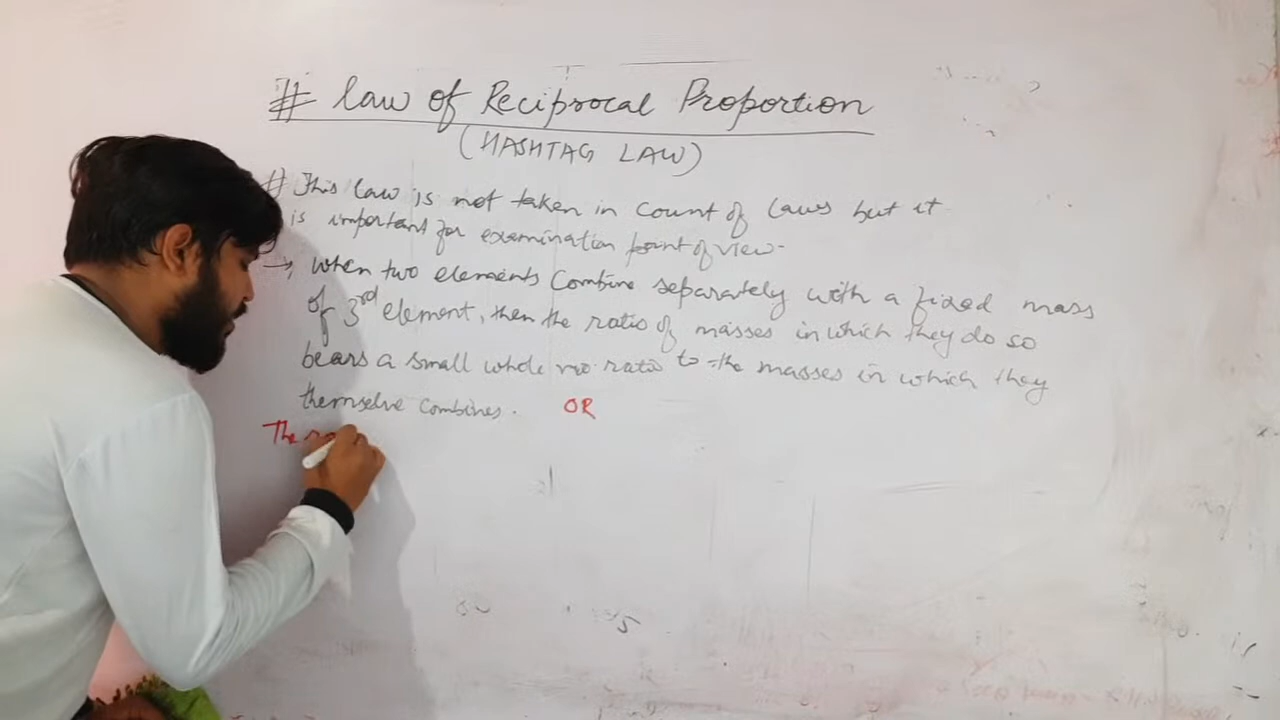 # Law of Reciprocal Proportion
(HASHTAG LAW)
# This law is not taken in count of laws but it
is important for examination point of view.
→ When two elements Combine separately with a fixed mass
of 3rd element, then the ratio of masses in which they do so
bears a small whole no. ratio to the masses in which they
themselve Combines. OR
The